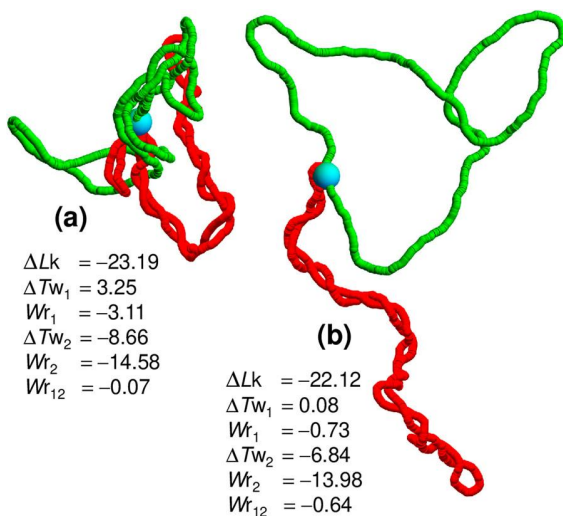 (a)
ΔLk = −23.19
ΔTw₁ = 3.25
Wr₁ = −3.11
ΔTw₂ = −8.66
Wr₂ = −14.58
Wr₁₂ = −0.07
(b)
ΔLk = −22.12
ΔTw₁ = 0.08
Wr₁ = −0.73
ΔTw₂ = −6.84
Wr₂ = −13.98
Wr₁₂ = −0.64